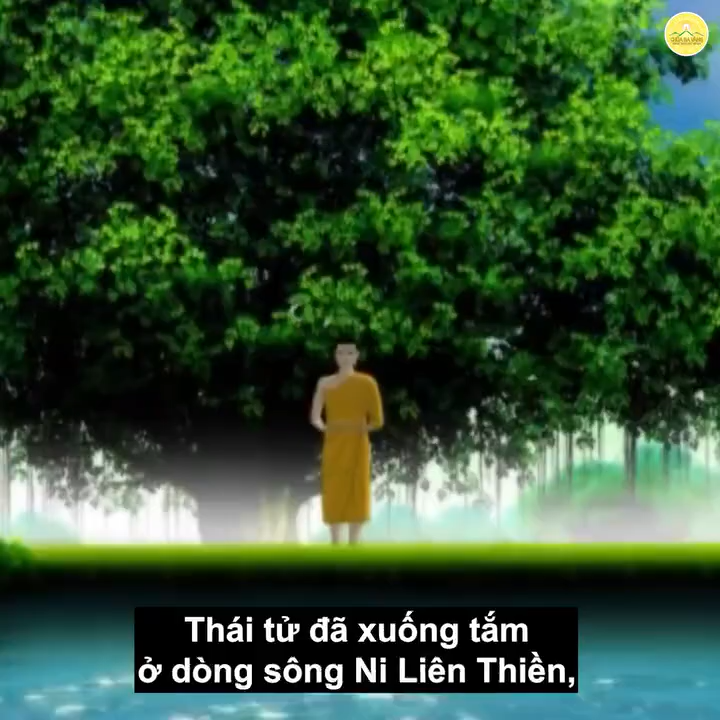 Thái tử đã xuống tắm
ở dòng sông Ni Liên Thiền,